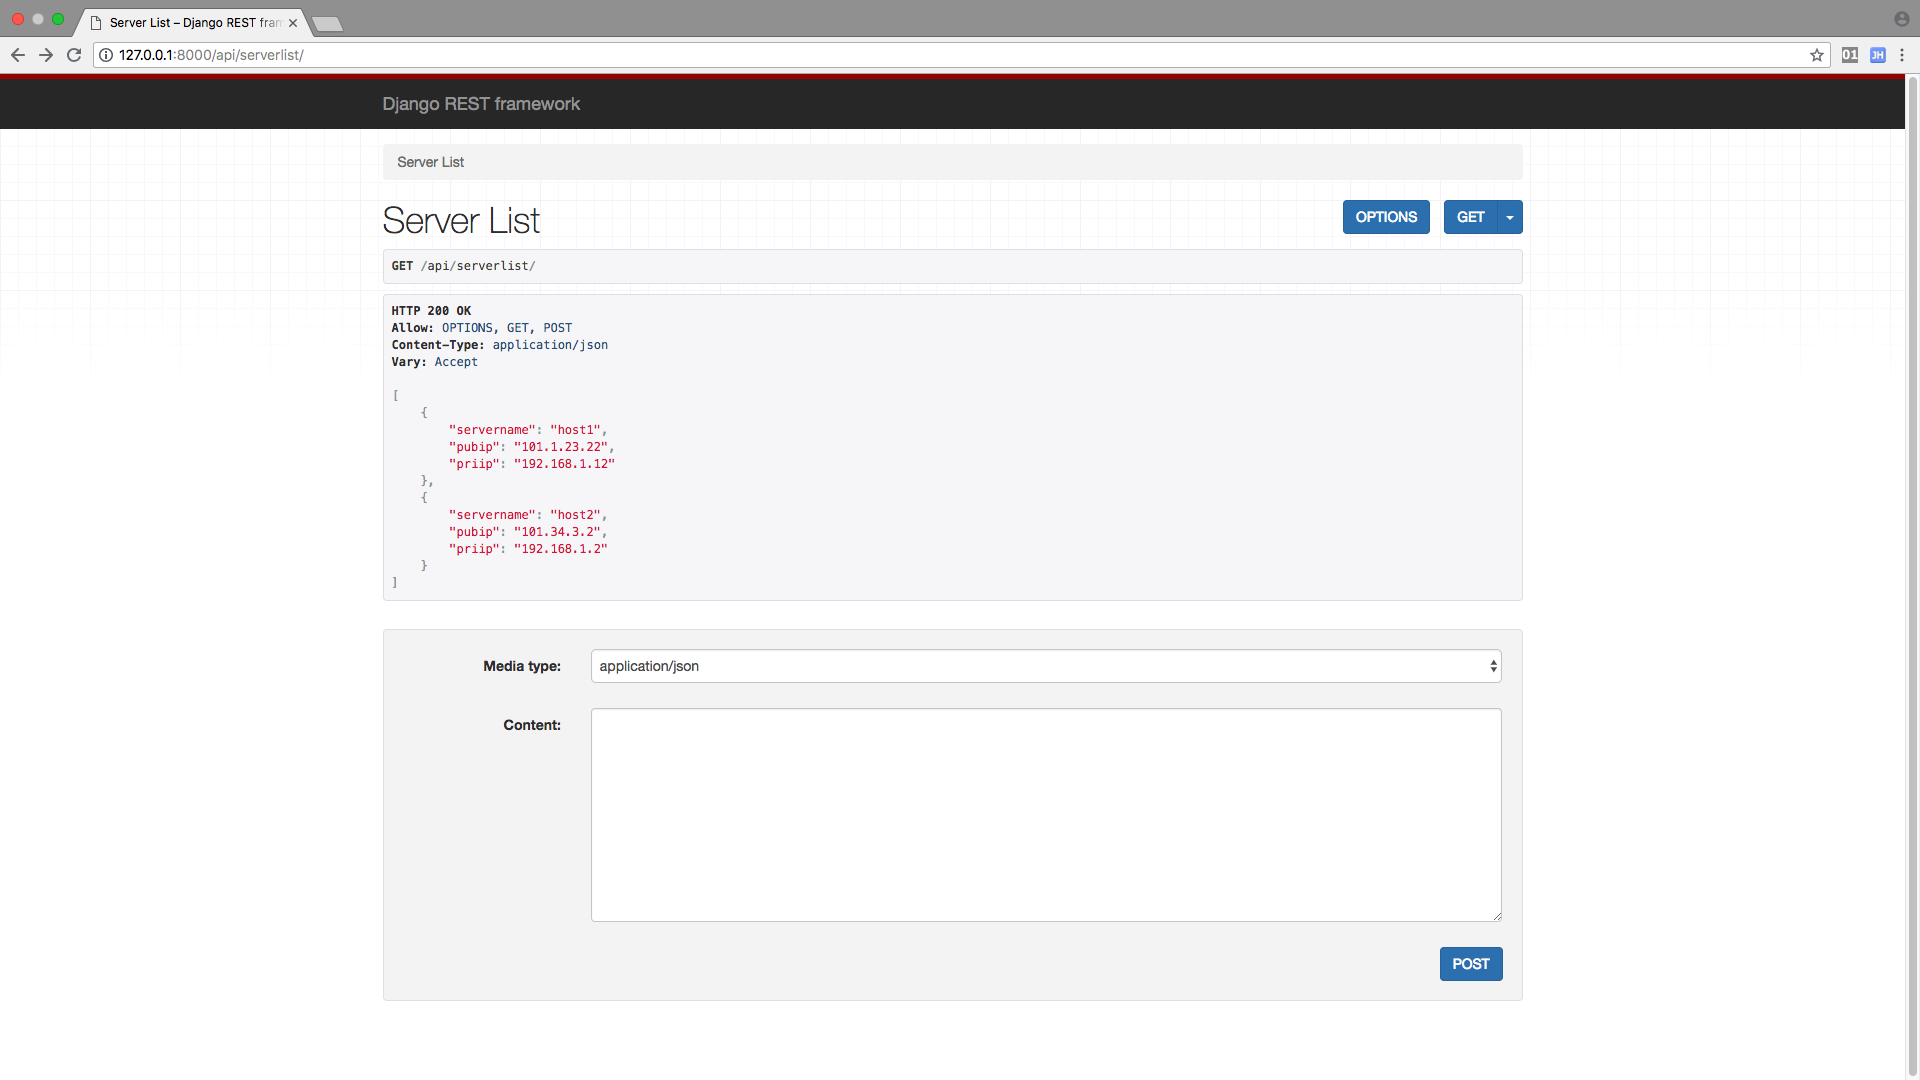 Server List – Django REST fram
127.0.0.1:8000/api/serverlist/
01
JH
Django REST framework
Server List
Server List
OPTIONS
GET
GET /api/serverlist/
HTTP 200 OK
Allow: OPTIONS, GET, POST
Content-Type: application/json
Vary: Accept
[
    {
        "servername": "host1",
        "pubip": "101.1.23.22",
        "priip": "192.168.1.12"
    },
    {
        "servername": "host2",
        "pubip": "101.34.3.2",
        "priip": "192.168.1.2"
    }
]
Media type:
application/json
Content:
POST